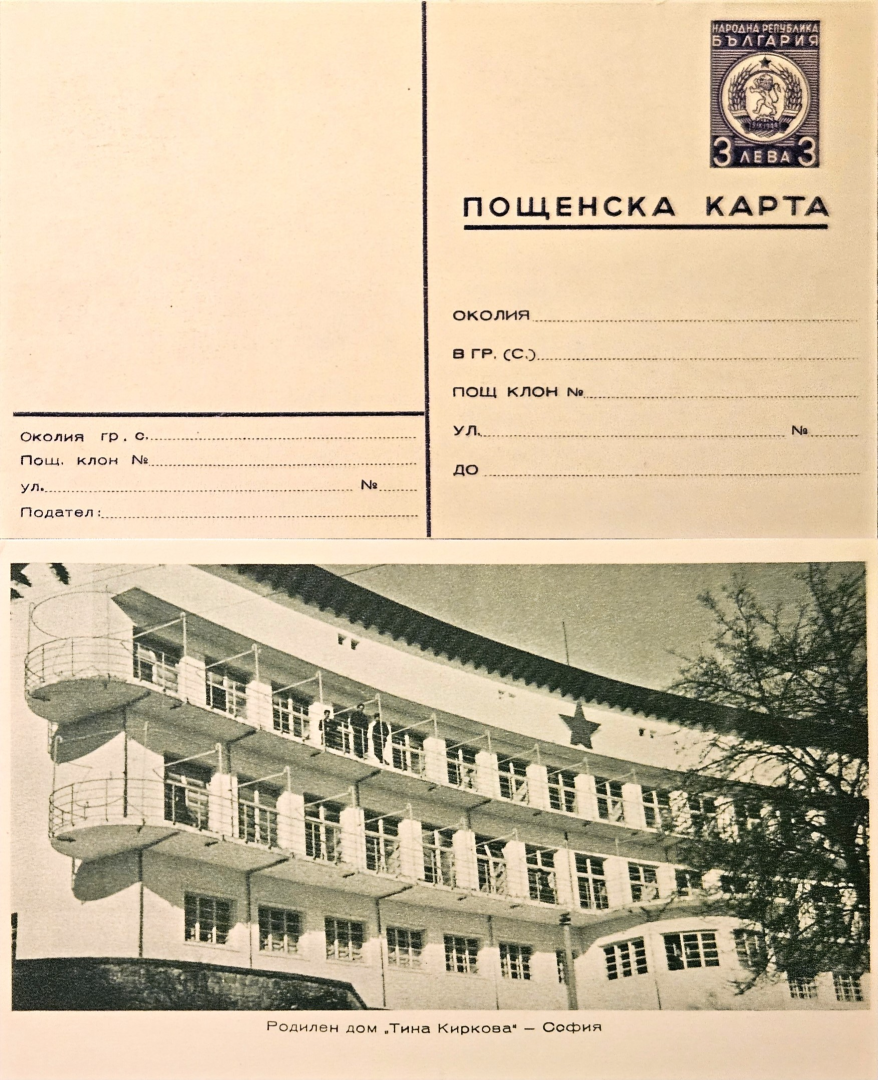 НАРОДНА РЕПУБЛИКА
БЪЛГАРИЯ
3 ЛЕВА 3
ПОЩЕНСКА КАРТА
ОКОЛИЯ
В ГР. (С.)
ПОЩ КЛОН №
УЛ. №
ДО
Околия гр. с.
Пощ. клон №
ул. №
Подател:
Родилен дом „Тина Киркова" – София